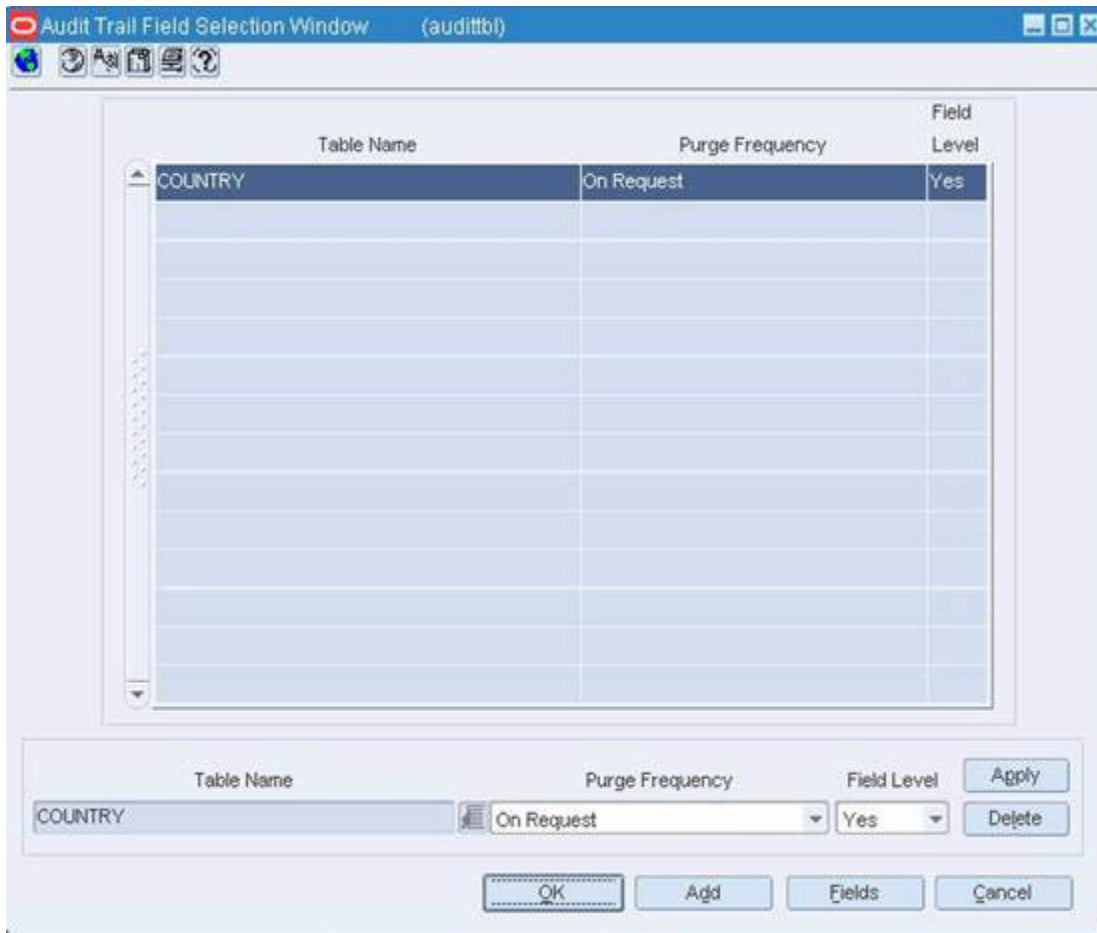 Audit Trail Field Selection Window (audittbl)
Field
Table Name Purge Frequency Level
COUNTRY On Request Yes
Table Name Purge Frequency Field Level Apply
COUNTRY On Request Yes Delete
OK Add Fields Cancel